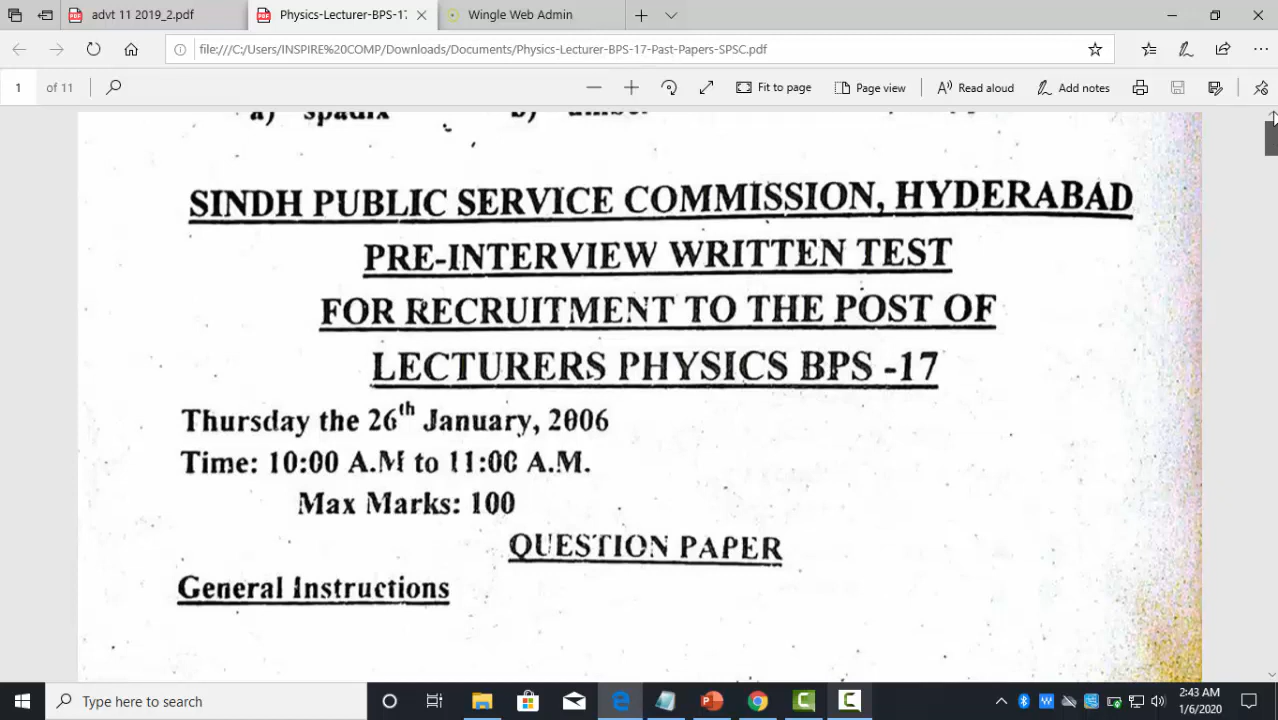 advt 11 2019_2.pdf
Physics-Lecturer-BPS-17
Wingle Web Admin
file:///C:/Users/INSPIRE%20COMP/Downloads/Documents/Physics-Lecturer-BPS-17-Past-Papers-SPSC.pdf
1 of 11
Fit to page
Page view
Read aloud
Add notes
a) spadix b)
SINDH PUBLIC SERVICE COMMISSION, HYDERABAD
PRE-INTERVIEW WRITTEN TEST
FOR RECRUITMENT TO THE POST OF
LECTURERS PHYSICS BPS -17
Thursday the 26th January, 2006
Time: 10:00 A.M to 11:00 A.M.
Max Marks: 100
QUESTION PAPER
General Instructions
Type here to search
2:43 AM
1/6/2020